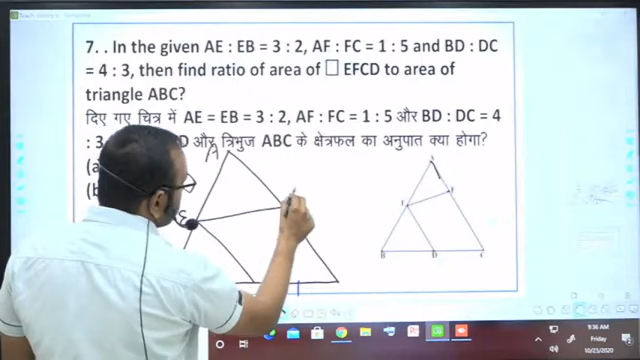 7. . In the given AE : EB = 3 : 2, AF : FC = 1 : 5 and BD : DC
= 4 : 3, then find ratio of area of □ EFCD to area of
triangle ABC?
दिए गए चित्र में AE = EB = 3 : 2, AF : FC = 1 : 5 और BD : DC = 4
: 3 D और त्रिभुज ABC के क्षेत्रफल का अनुपात क्या होगा?
(a
(b
A
E
B
D
C
9:36 AM
Friday
10/23/2020